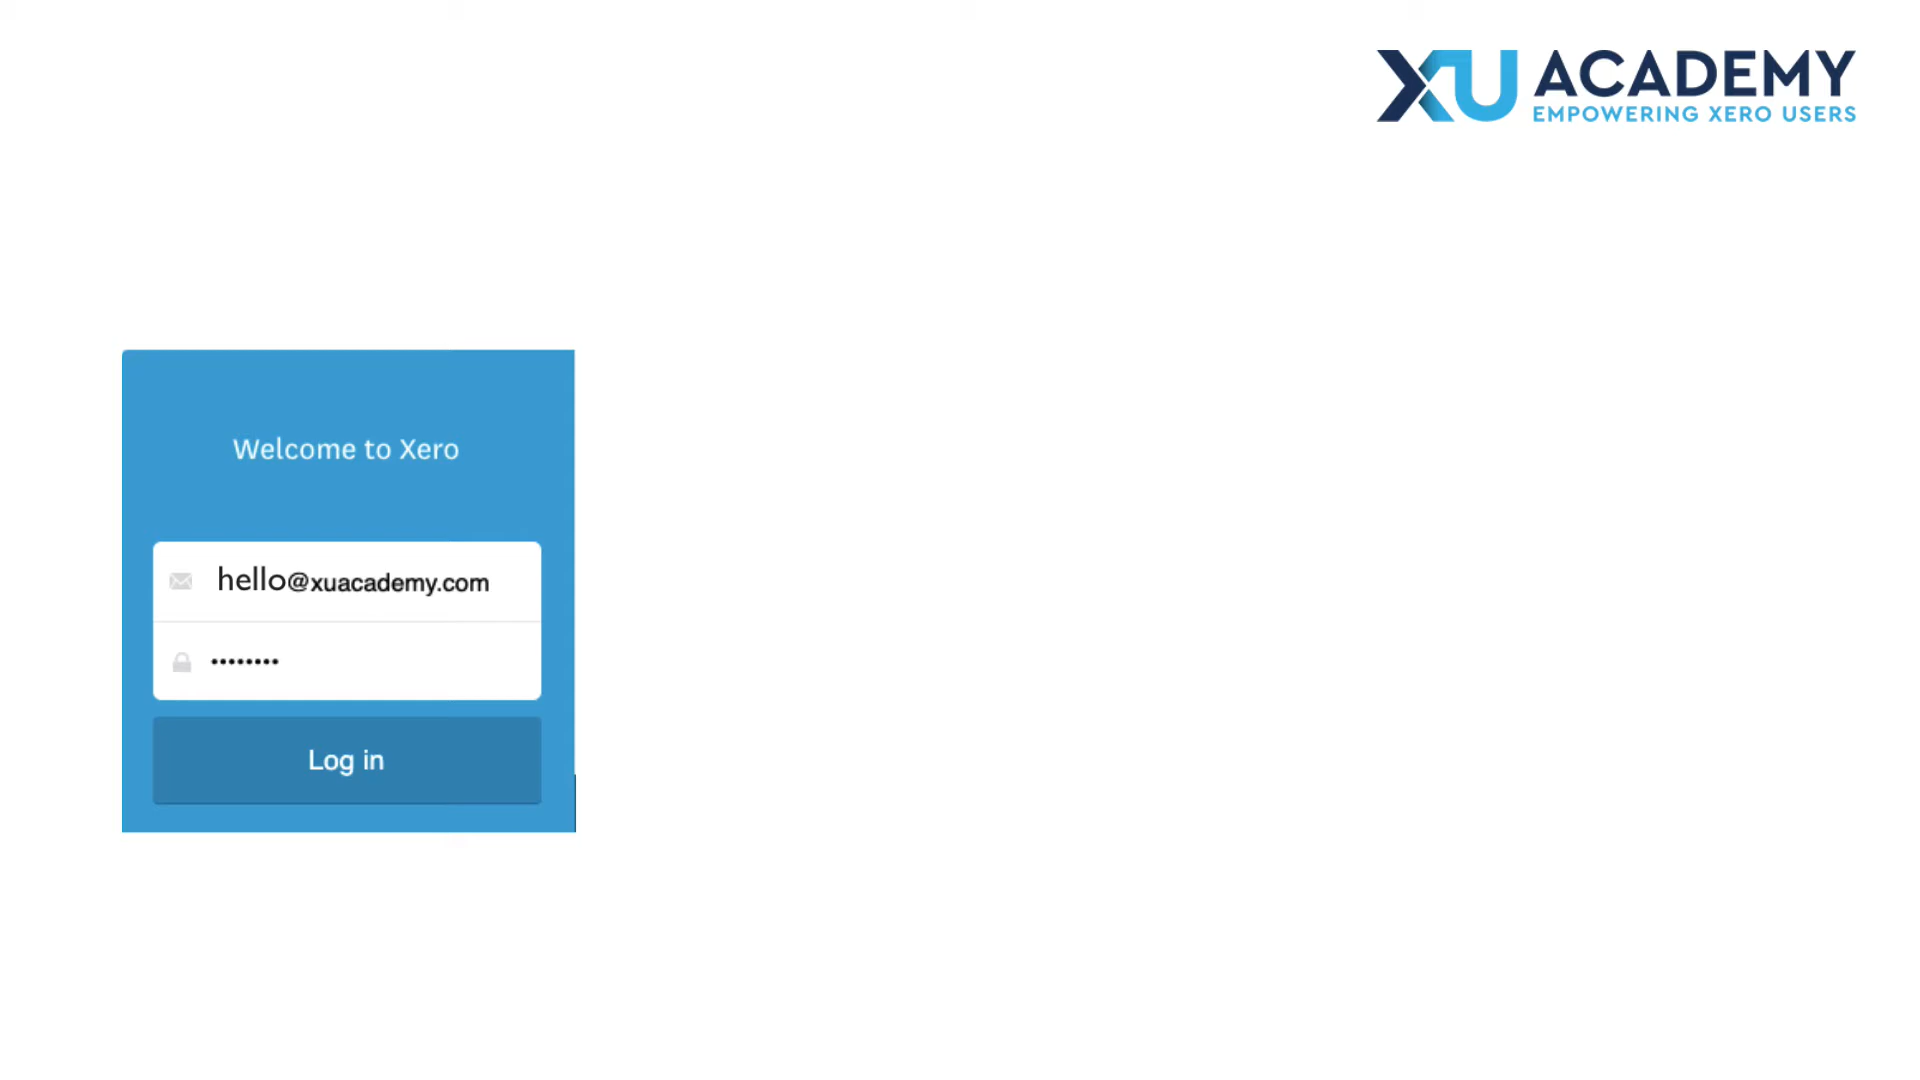 XU ACADEMY
EMPOWERING XERO USERS
Welcome to Xero
hello@xuacademy.com
••••••••
Log in